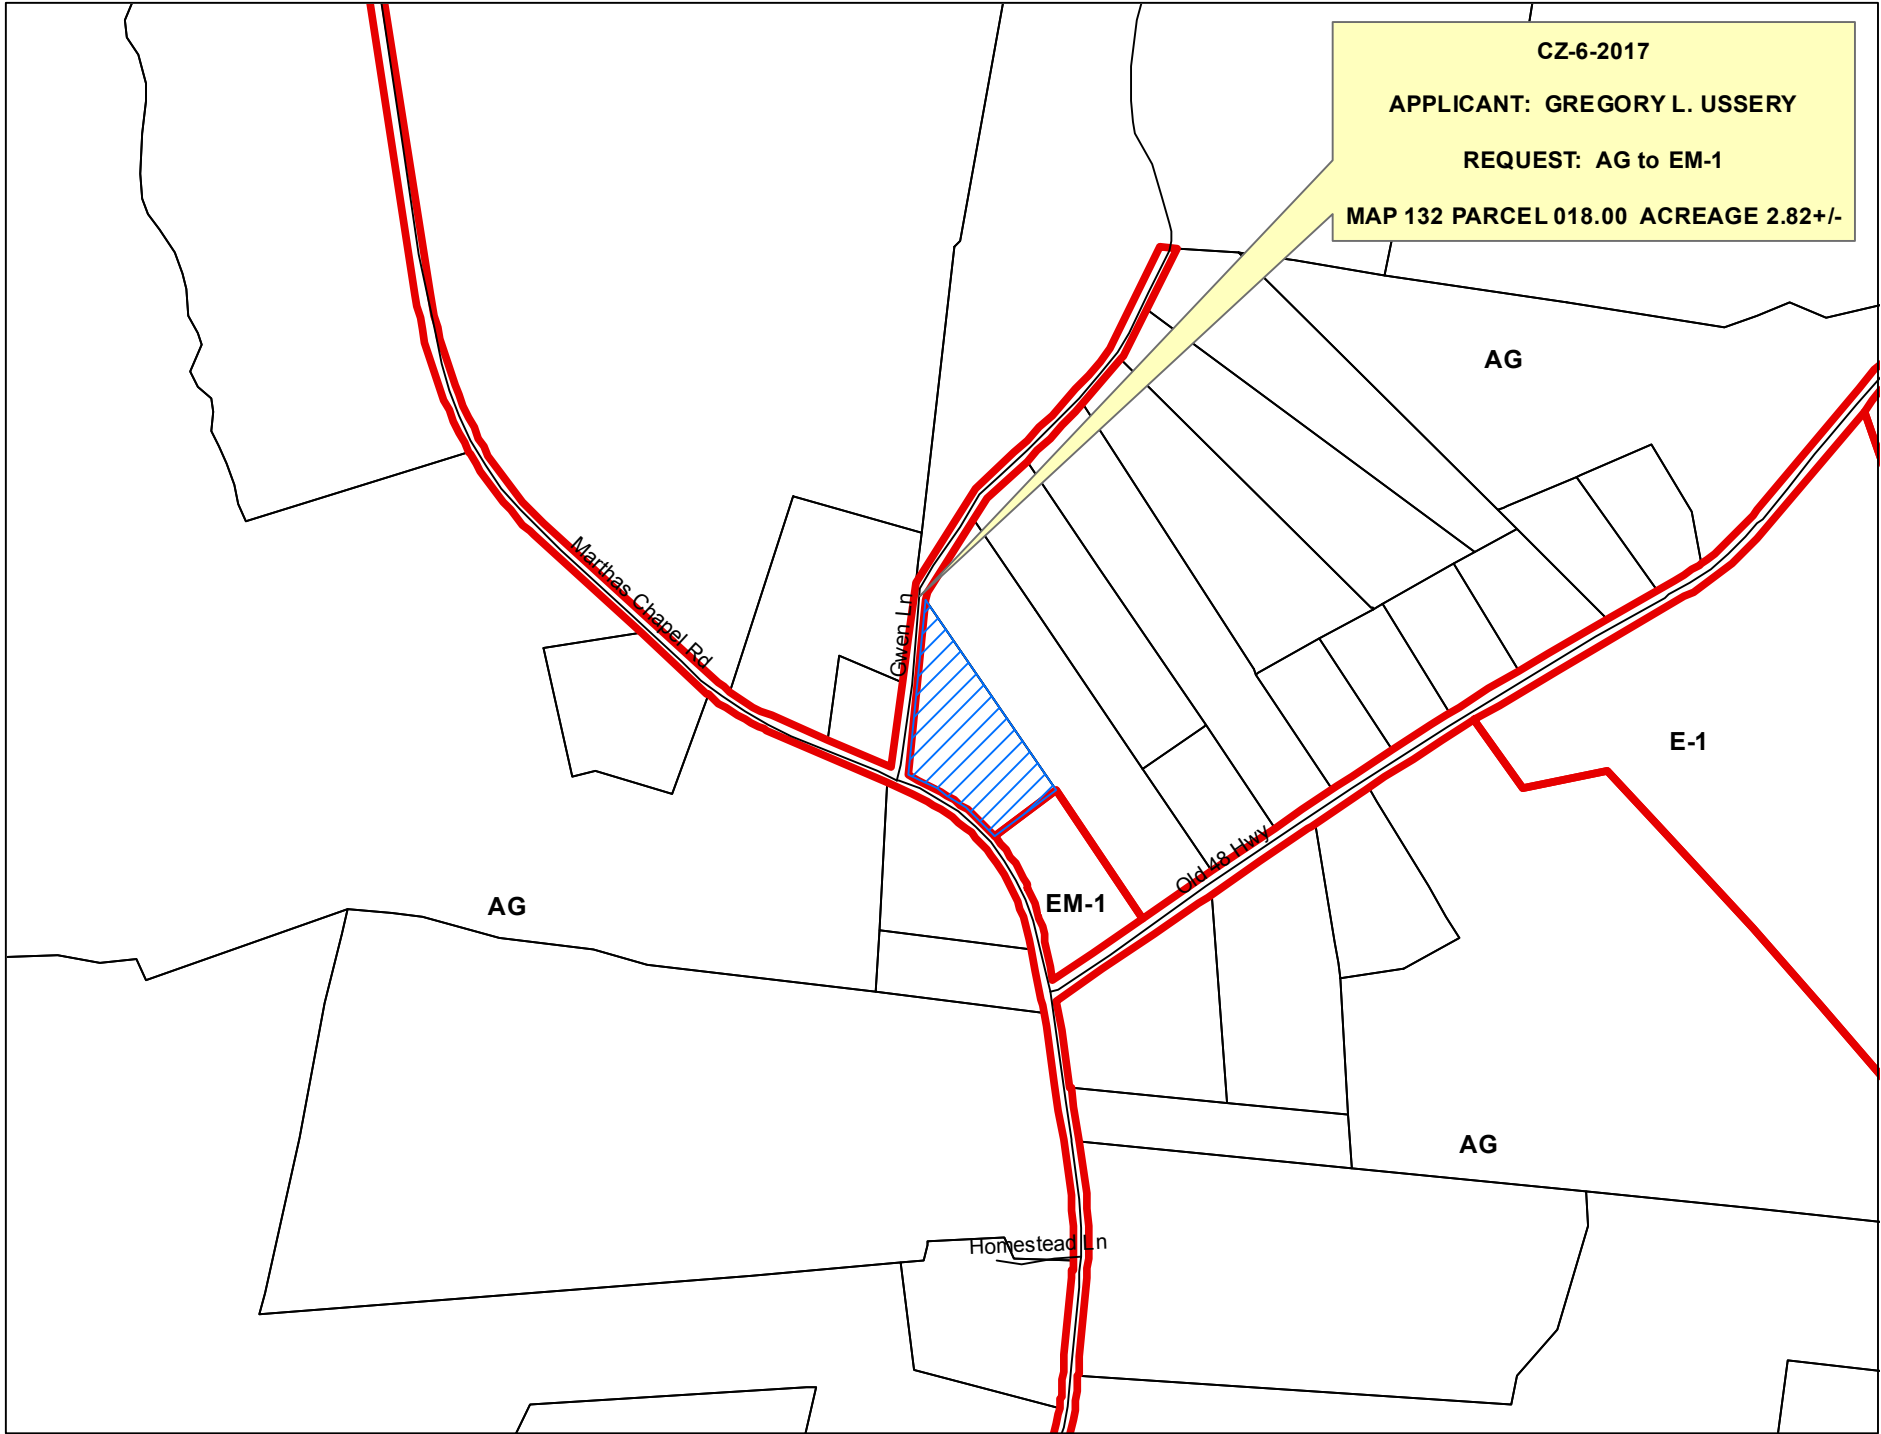 CZ-6-2017
APPLICANT: GREGORY L. USSERY
REQUEST: AG to EM-1
MAP 132 PARCEL 018.00 ACREAGE 2.82+/-
AG
Marthas Chapel Rd
Gwen Ln
E-1
Old 48 Hwy
EM-1
AG
AG
Homestead Ln